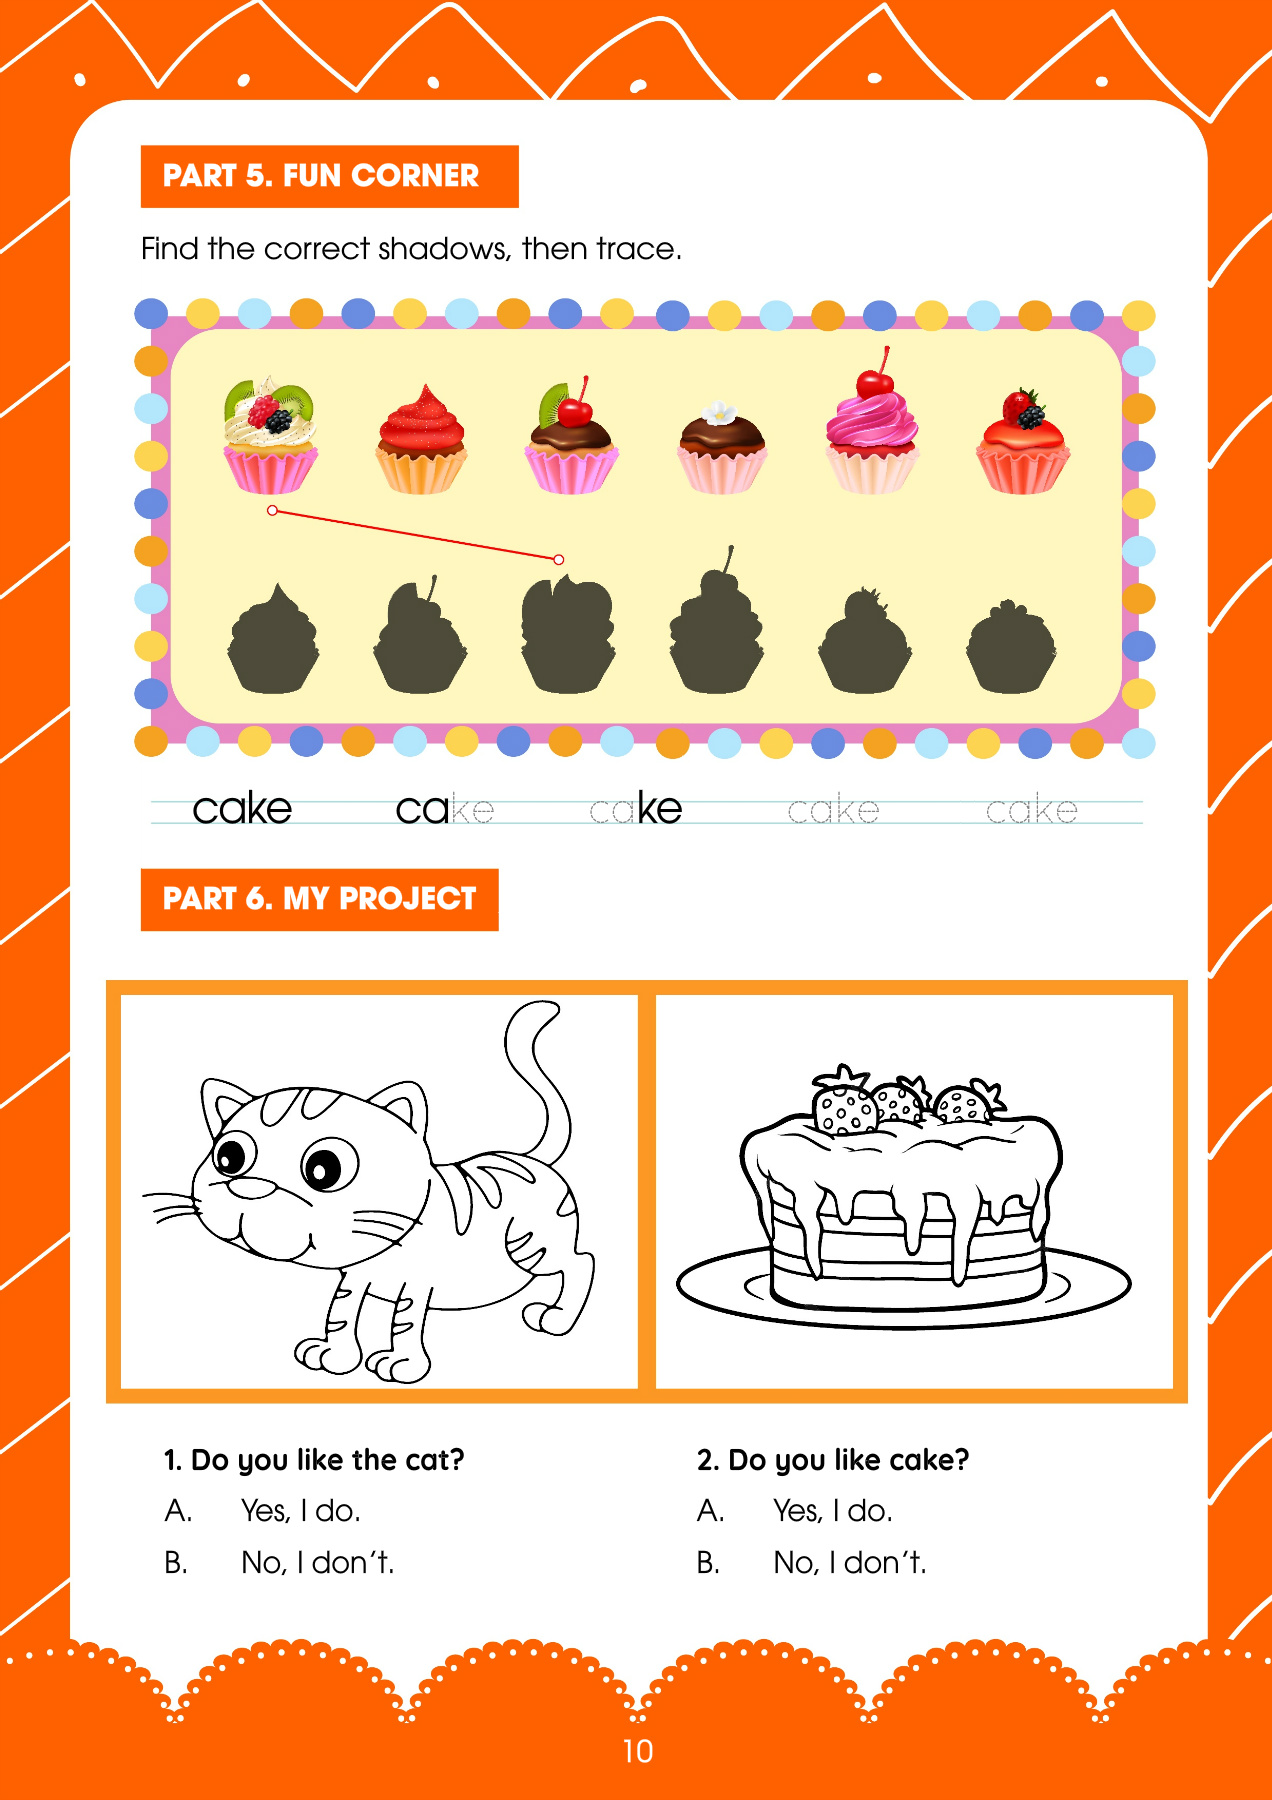 PART 5. FUN CORNER
Find the correct shadows, then trace.
cake cake cake cake cake
PART 6. MY PROJECT
1. Do you like the cat?
A. Yes, I do.
B. No, I don't.
2. Do you like cake?
A. Yes, I do.
B. No, I don't.
10